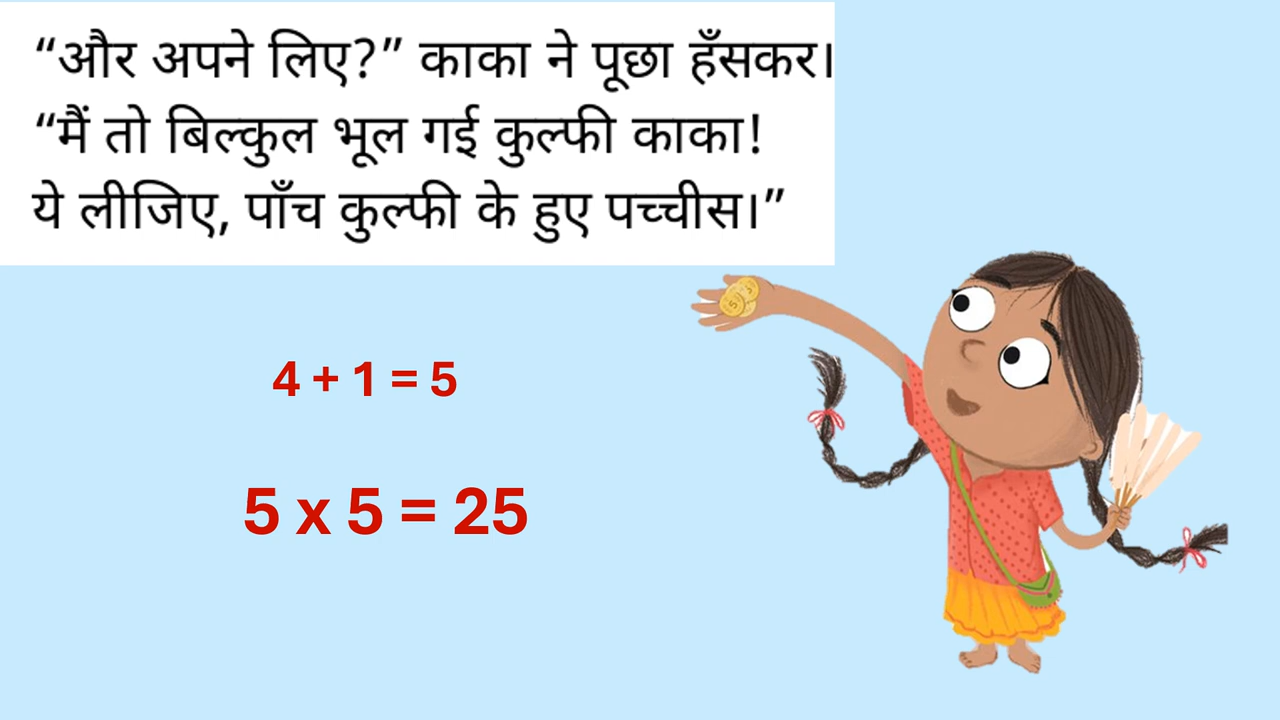 “और अपने लिए?” काका ने पूछा हँसकर।
“मैं तो बिल्कुल भूल गई कुल्फी काका!
ये लीजिए, पाँच कुल्फी के हुए पच्चीस।”
4 + 1 = 5
5 x 5 = 25